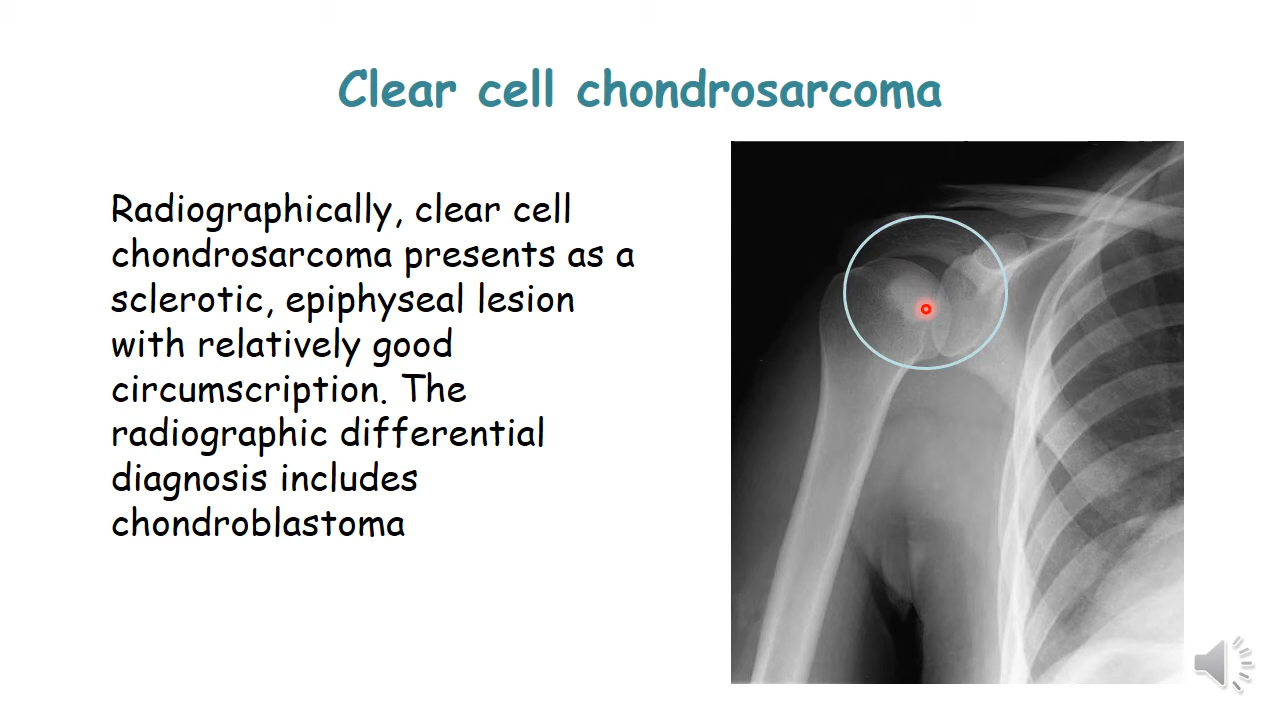 Clear cell chondrosarcoma
Radiographically, clear cell
chondrosarcoma presents as a
sclerotic, epiphyseal lesion
with relatively good
circumscription. The
radiographic differential
diagnosis includes
chondroblastoma